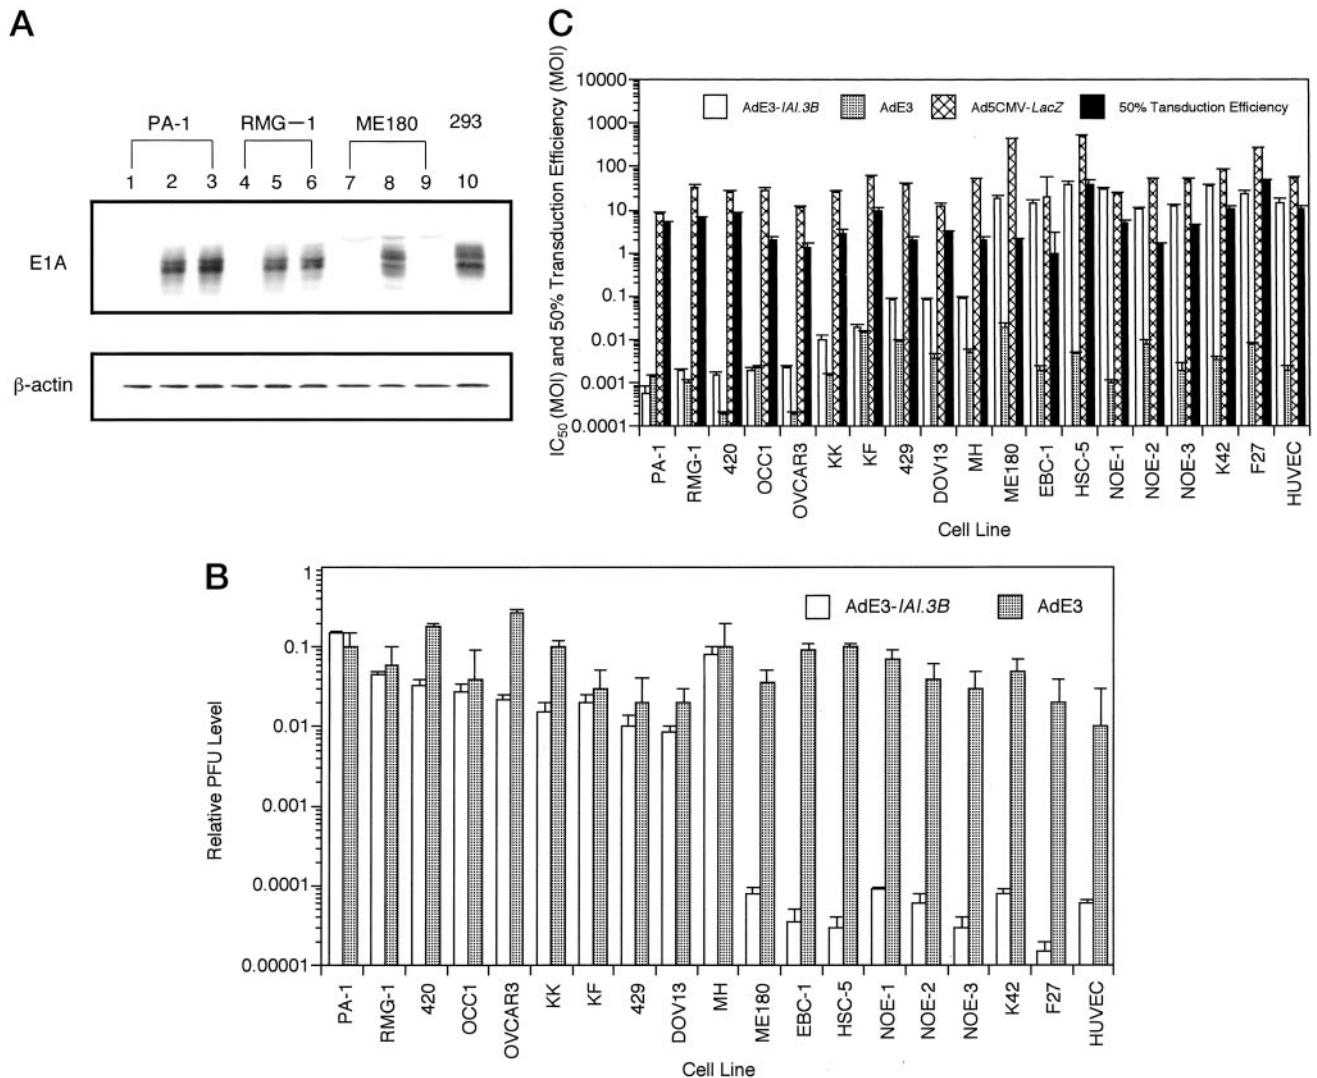 A
PA-1 RMG－1 ME180 293
1 2 3 4 5 6 7 8 9 10
E1A
β-actin
C
IC50 (MOI) and 50% Transduction Efficiency (MOI)
10000
1000
100
10
1
0.1
0.01
0.001
0.0001
AdE3-IAI.3B AdE3 Ad5CMV-LacZ 50% Tansduction Efficiency
PA-1 RMG-1 420 OCC1 OVCAR3 KK KF 429 DOV13 MH ME180 EBC-1 HSC-5 NOE-1 NOE-2 NOE-3 K42 F27 HUVEC
Cell Line
B
Relative PFU Level
1
0.1
0.01
0.001
0.0001
0.00001
AdE3-IAI.3B AdE3
PA-1 RMG-1 420 OCC1 OVCAR3 KK KF 429 DOV13 MH ME180 EBC-1 HSC-5 NOE-1 NOE-2 NOE-3 K42 F27 HUVEC
Cell Line